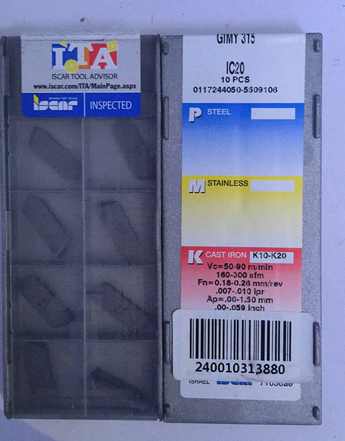 ITA
ISCAR TOOL ADVISOR
www.iscar.com/ITA/MainPage.aspx
iscar INSPECTED
GIMY 315
IC20
10 PCS
0117244050-5509106
P STEEL
M STAINLESS
K CAST IRON K10-K20
Vc=50-90 m/min
160-300 sfm
Fn=0.18-0.26 mm/rev
.007-.010 ipr
Ap=.00-1.50 mm
.00-.059 inch
240010313880
ISRAEL iscar